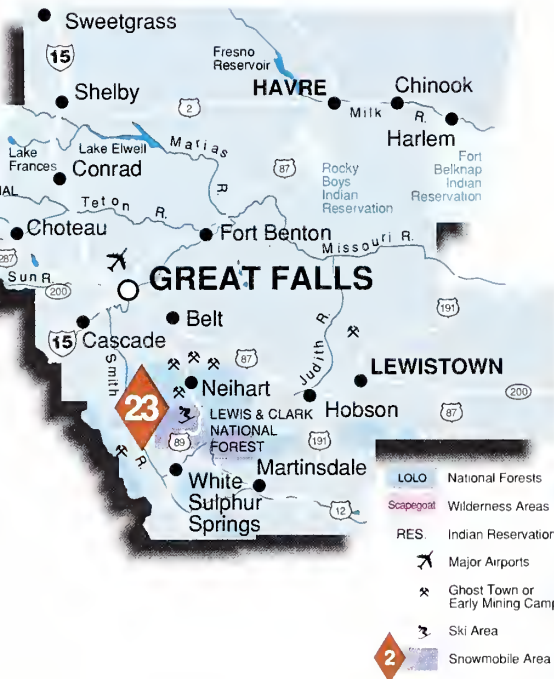 Sweetgrass
15
Fresno
Reservoir
Shelby
2
HAVRE
Chinook
Milk R.
Harlem
Lake
Frances
Lake Elwell
Marias R.
Conrad
87
Rocky
Boys
Indian
Reservation
Fort
Belknap
Indian
Reservation
Teton R.
Choteau
Fort Benton
Missouri R.
287
Sun R.
200
GREAT FALLS
191
15
Cascade
Belt
Smith R.
87
Judith R.
LEWISTOWN
200
23
Neihart
LEWIS & CLARK
NATIONAL
FOREST
Hobson
87
89
191
White
Sulphur
Springs
Martinsdale
12
LOLO National Forests
Scapegoat Wilderness Areas
RES. Indian Reservation
Major Airports
Ghost Town or
Early Mining Camp
Ski Area
2 Snowmobile Area